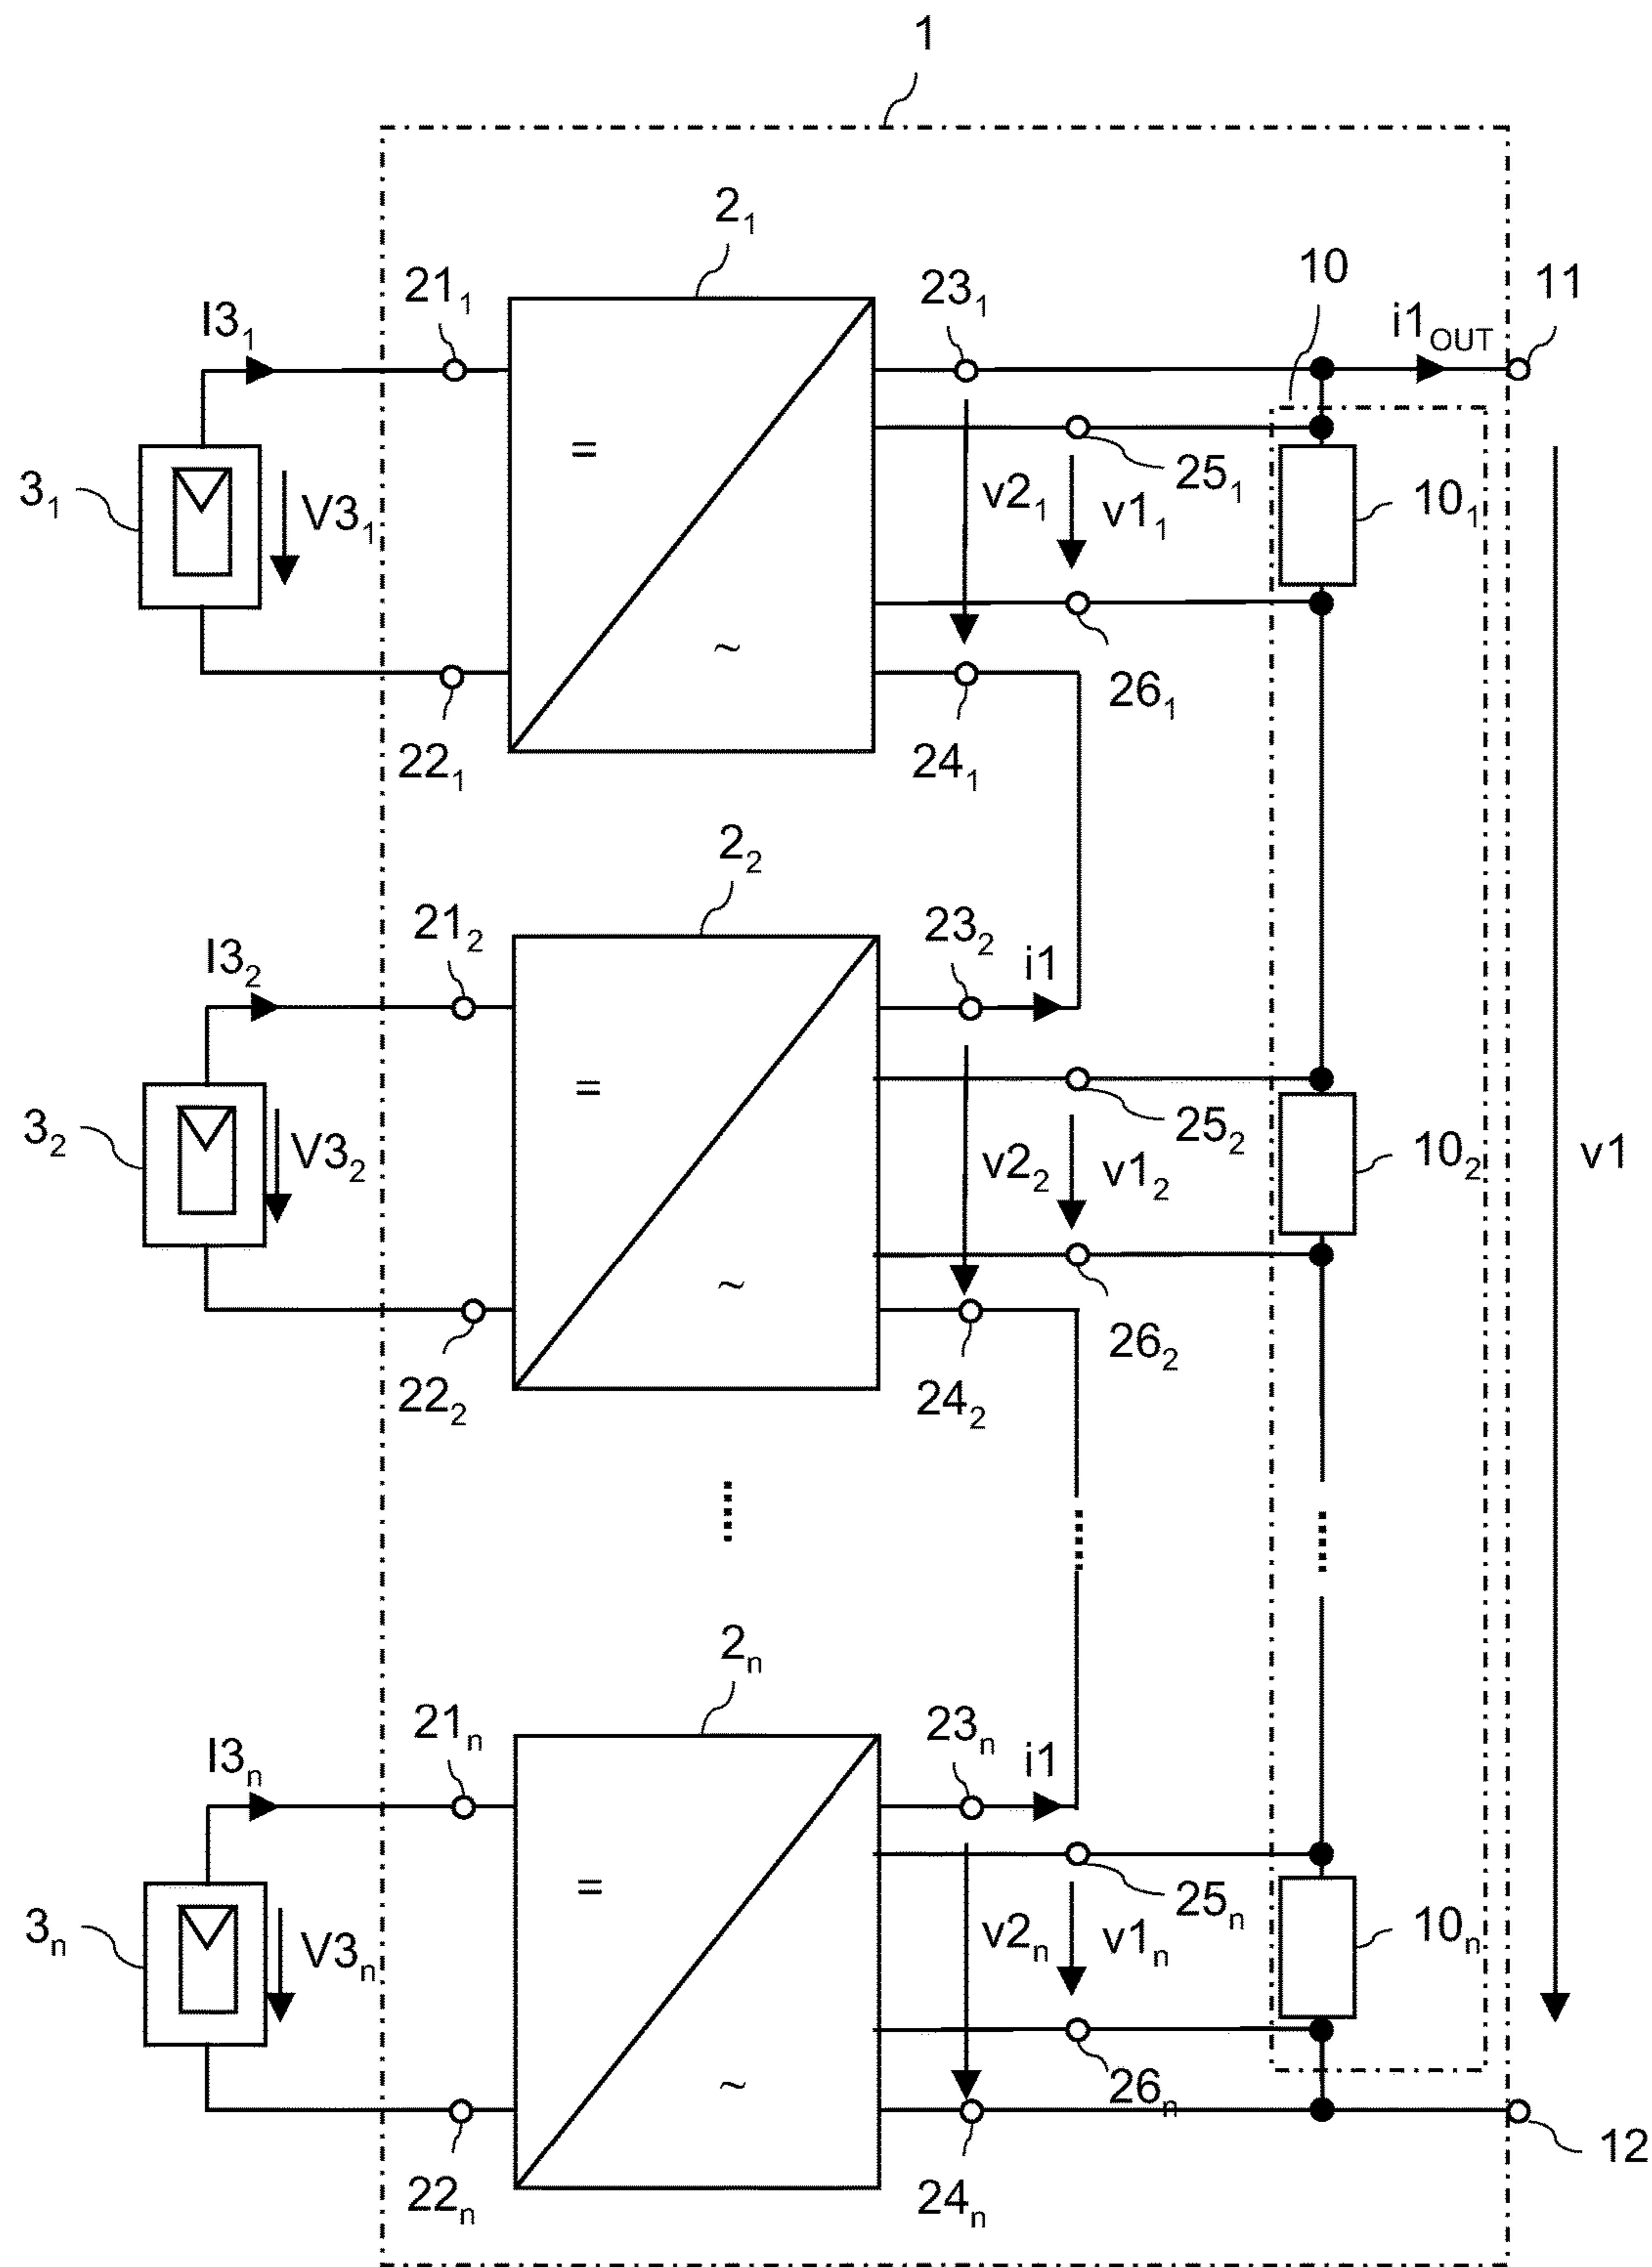 1
2₁
10
11
21₁
23₁
I3₁
i1OUT
=
25₁
3₁
V3₁
v2₁
v1₁
10₁
~
26₁
22₁
24₁
2₂
21₂
23₂
I3₂
i1
=
25₂
3₂
V3₂
v2₂
v1₂
10₂
v1
~
26₂
22₂
24₂
2n
21n
23n
I3n
i1
=
25n
3n
V3n
v2n
v1n
10n
~
26n
12
22n
24n